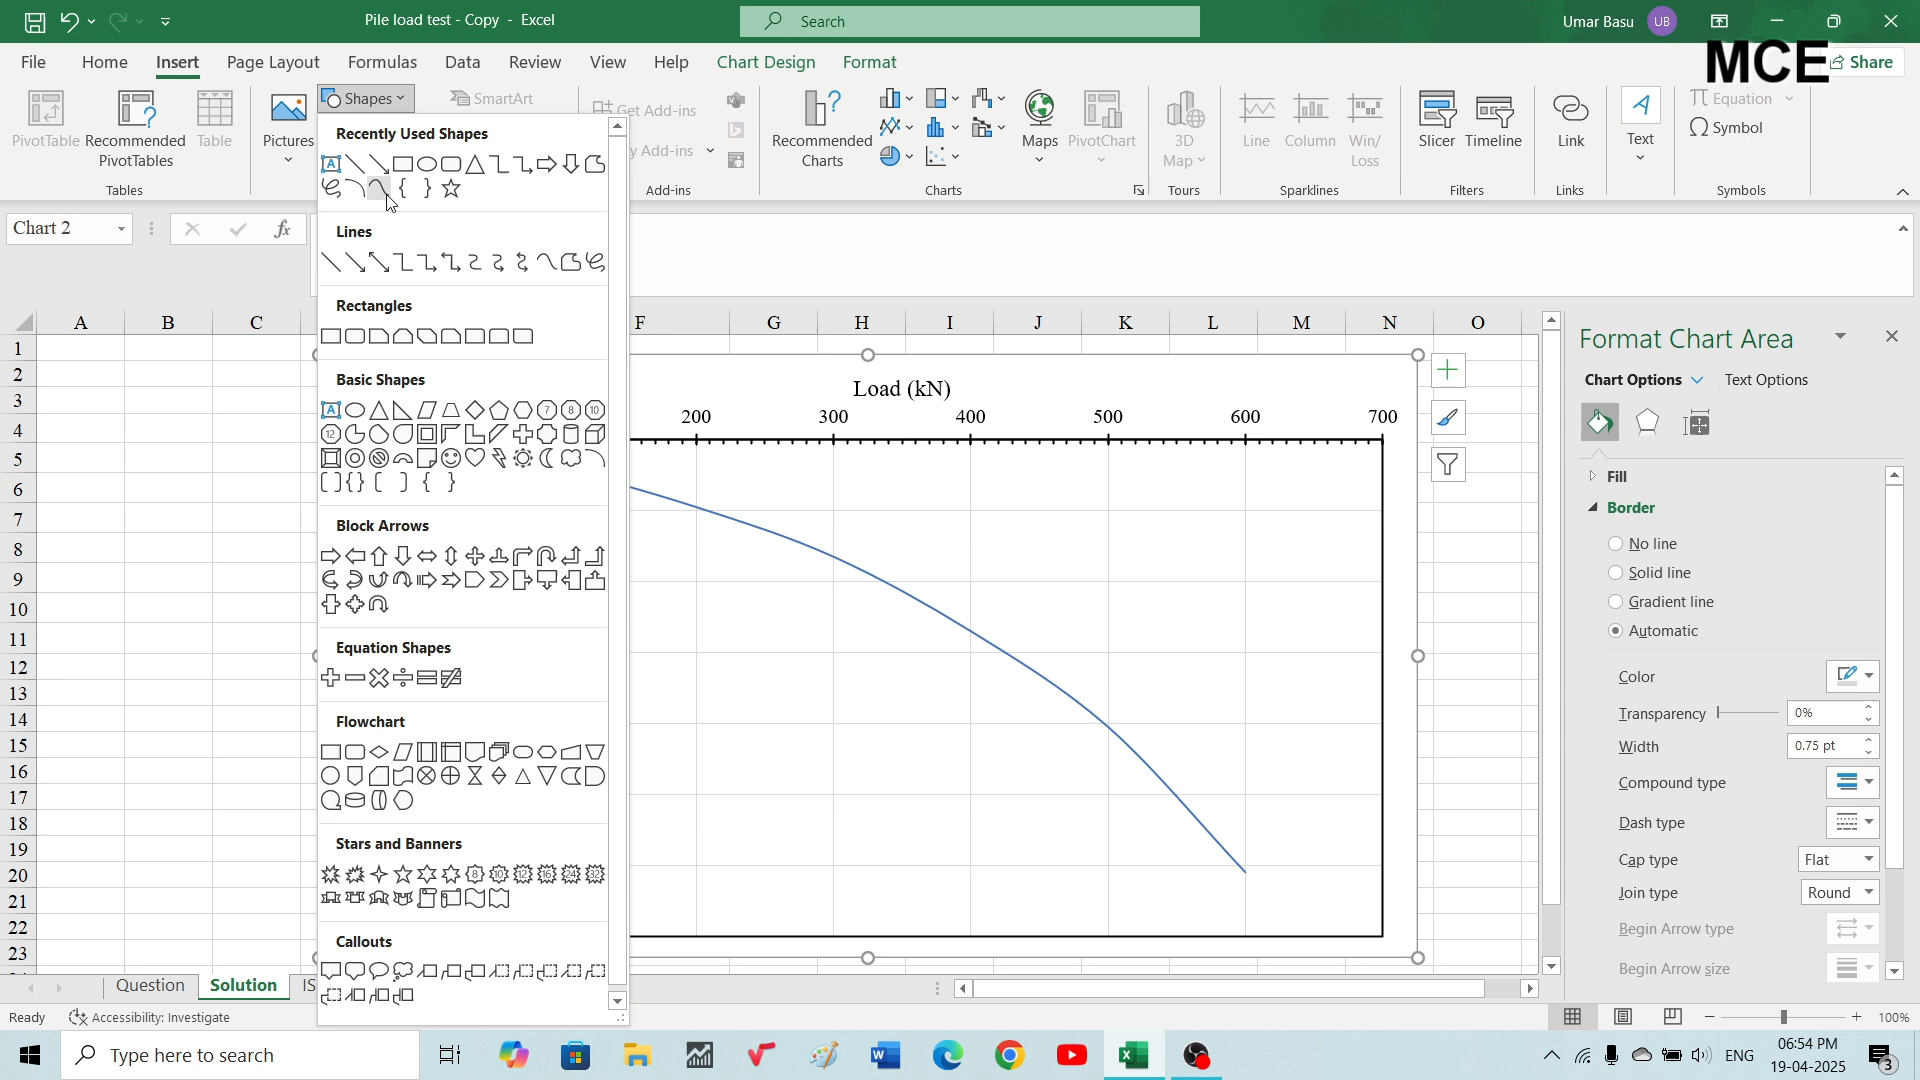 Pile load test - Copy - Excel
Search
Umar Basu
UB
MCE
File
Home
Insert
Page Layout
Formulas
Data
Review
View
Help
Chart Design
Format
Share
PivotTable
Recommended
PivotTables
Table
Tables
Pictures
Shapes
SmartArt
Get Add-ins
y Add-ins
Add-ins
Recommended
Charts
Charts
Maps
PivotChart
3D
Map
Tours
Line
Column
Win/
Loss
Sparklines
Slicer
Timeline
Filters
Link
Links
Text
Equation
Symbol
Symbols
Recently Used Shapes
Lines
Rectangles
Basic Shapes
Block Arrows
Equation Shapes
Flowchart
Stars and Banners
Callouts
Chart 2
fx
A B C F G H I J K L M N O
1
2
3
4
5
6
7
8
9
10
11
12
13
14
15
16
17
18
19
20
21
22
23
Load (kN)
200 300 400 500 600 700
Format Chart Area
Chart Options
Text Options
Fill
Border
No line
Solid line
Gradient line
Automatic
Color
Transparency
0%
Width
0.75 pt
Compound type
Dash type
Cap type
Flat
Join type
Round
Begin Arrow type
Begin Arrow size
Question
Solution
IS
Ready
Accessibility: Investigate
100%
Type here to search
ENG
06:54 PM
19-04-2025
3